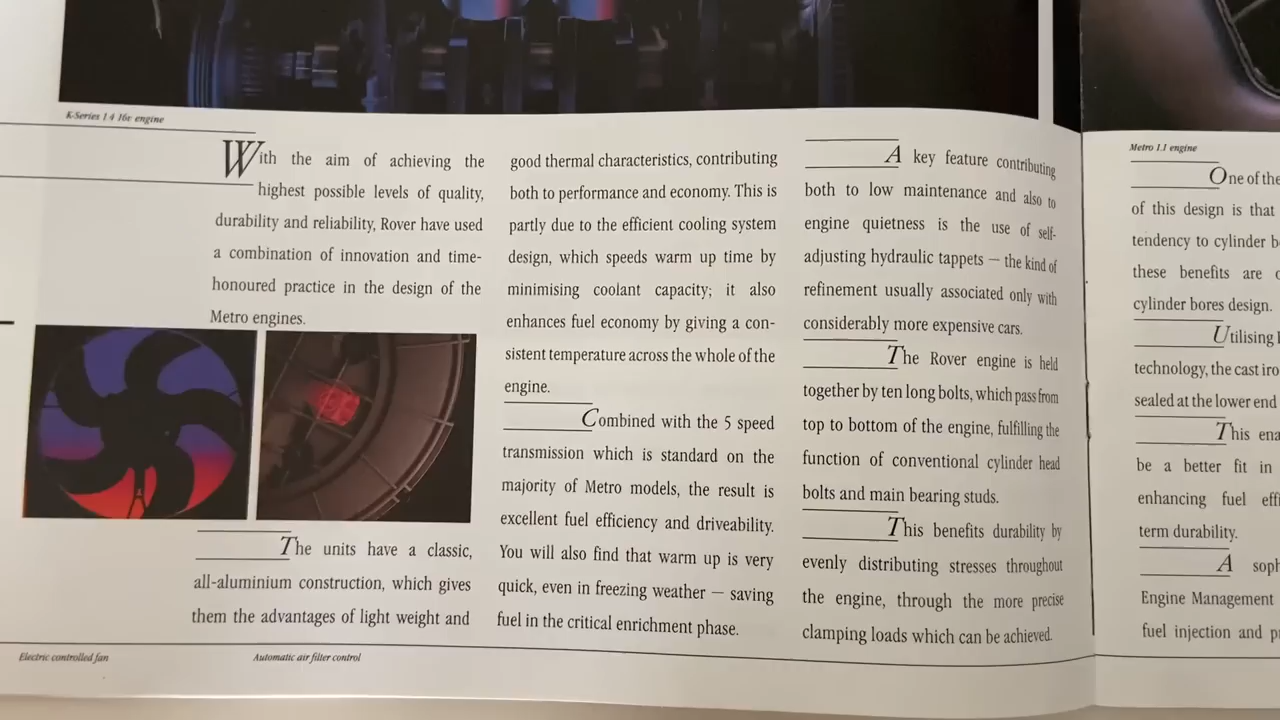 K-Series 1.4 16v engine
With the aim of achieving the
highest possible levels of quality,
durability and reliability, Rover have used
a combination of innovation and time-
honoured practice in the design of the
Metro engines.
The units have a classic,
all-aluminium construction, which gives
them the advantages of light weight and
Electric controlled fan
Automatic air filter control
good thermal characteristics, contributing
both to performance and economy. This is
partly due to the efficient cooling system
design, which speeds warm up time by
minimising coolant capacity; it also
enhances fuel economy by giving a con-
sistent temperature across the whole of the
engine.
Combined with the 5 speed
transmission which is standard on the
majority of Metro models, the result is
excellent fuel efficiency and driveability.
You will also find that warm up is very
quick, even in freezing weather — saving
fuel in the critical enrichment phase.
A key feature contributing
both to low maintenance and also to
engine quietness is the use of self-
adjusting hydraulic tappets — the kind of
refinement usually associated only with
considerably more expensive cars.
The Rover engine is held
together by ten long bolts, which pass from
top to bottom of the engine, fulfilling the
function of conventional cylinder head
bolts and main bearing studs.
This benefits durability by
evenly distributing stresses throughout
the engine, through the more precise
clamping loads which can be achieved.
Metro 1.1 engine
One of the
of this design is that
tendency to cylinder
these benefits are
cylinder bores design.
Utilising
technology, the cast
sealed at the lower end
This
be a better fit in
enhancing fuel
term durability.
A
Engine Management
fuel injection and